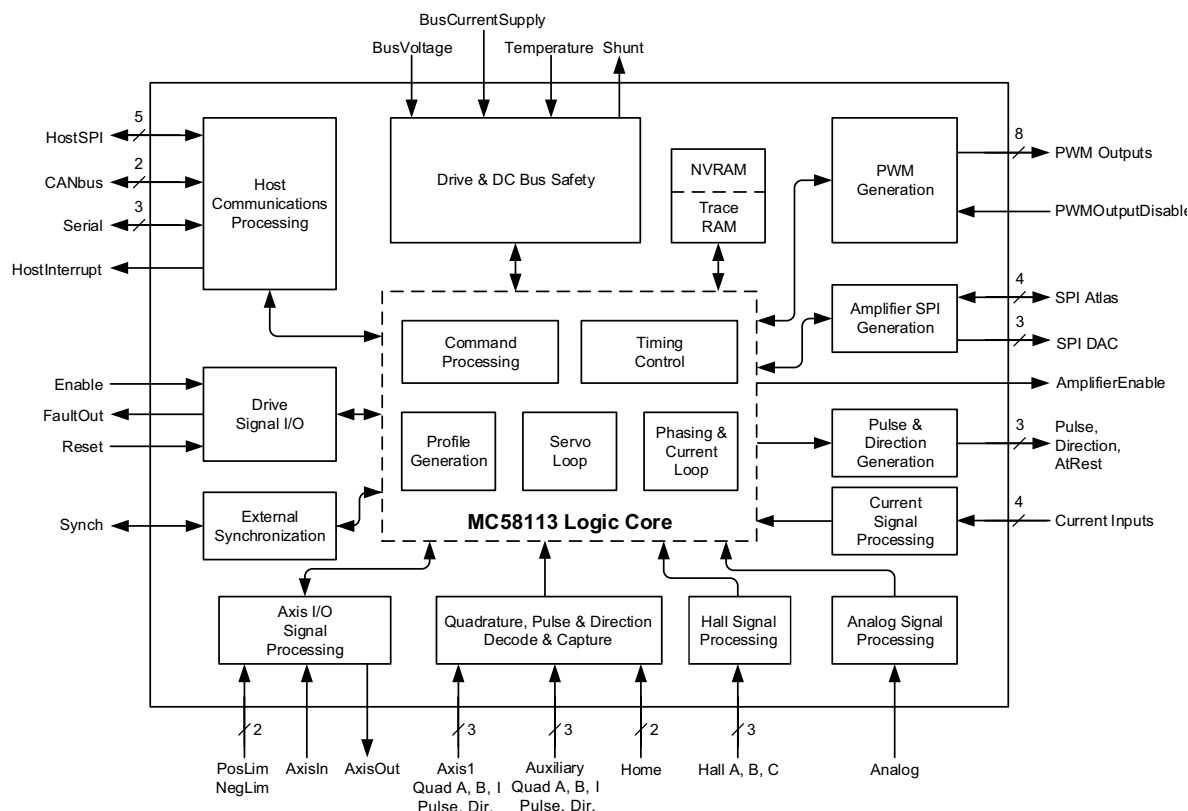 BusCurrentSupply
BusVoltage
Temperature
Shunt
HostSPI
5
CANbus
2
Serial
3
HostInterrupt
Host
Communications
Processing
Drive & DC Bus Safety
NVRAM
Trace
RAM
PWM
Generation
8
PWM Outputs
PWMOutputDisable
Amplifier SPI
Generation
4
SPI Atlas
3
SPI DAC
AmplifierEnable
Command
Processing
Timing
Control
Enable
FaultOut
Reset
Drive
Signal I/O
Profile
Generation
Servo
Loop
Phasing &
Current
Loop
Pulse &
Direction
Generation
3
Pulse,
Direction,
AtRest
MC58113 Logic Core
Synch
External
Synchronization
Current
Signal
Processing
4
Current Inputs
Axis I/O
Signal
Processing
Quadrature, Pulse & Direction
Decode & Capture
Hall Signal
Processing
Analog Signal
Processing
2
3
3
2
3
PosLim
NegLim
AxisIn
AxisOut
Axis1
Quad A, B, I
Pulse, Dir.
Auxiliary
Quad A, B, I
Pulse, Dir.
Home
Hall A, B, C
Analog